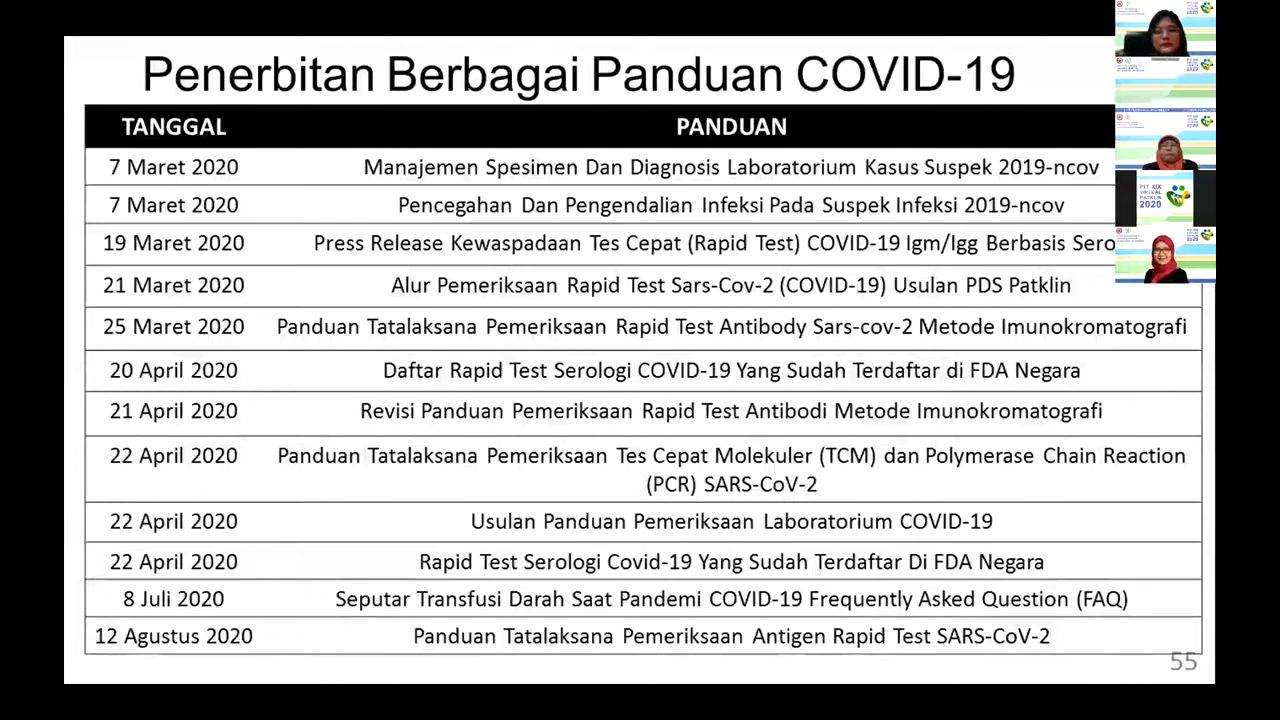 Penerbitan Berbagai Panduan COVID-19
TANGGAL PANDUAN
7 Maret 2020 Manajemen Spesimen Dan Diagnosis Laboratorium Kasus Suspek 2019-ncov
7 Maret 2020 Pencegahan Dan Pengendalian Infeksi Pada Suspek Infeksi 2019-ncov
19 Maret 2020 Press Release Kewaspadaan Tes Cepat (Rapid Test) COVID-19 Igm/Igg Berbasis
21 Maret 2020 Alur Pemeriksaan Rapid Test Sars-Cov-2 (COVID-19) Usulan PDS Patklin
25 Maret 2020 Panduan Tatalaksana Pemeriksaan Rapid Test Antibody Sars-cov-2 Metode Imunokromatografi
20 April 2020 Daftar Rapid Test Serologi COVID-19 Yang Sudah Terdaftar di FDA Negara
21 April 2020 Revisi Panduan Pemeriksaan Rapid Test Antibodi Metode Imunokromatografi
22 April 2020 Panduan Tatalaksana Pemeriksaan Tes Cepat Molekuler (TCM) dan Polymerase Chain Reaction
(PCR) SARS-CoV-2
22 April 2020 Usulan Panduan Pemeriksaan Laboratorium COVID-19
22 April 2020 Rapid Test Serologi Covid-19 Yang Sudah Terdaftar Di FDA Negara
8 Juli 2020 Seputar Transfusi Darah Saat Pandemi COVID-19 Frequently Asked Question (FAQ)
12 Agustus 2020 Panduan Tatalaksana Pemeriksaan Antigen Rapid Test SARS-CoV-2
55
PIT XIX
VIRTUAL
PATKLIN
2020